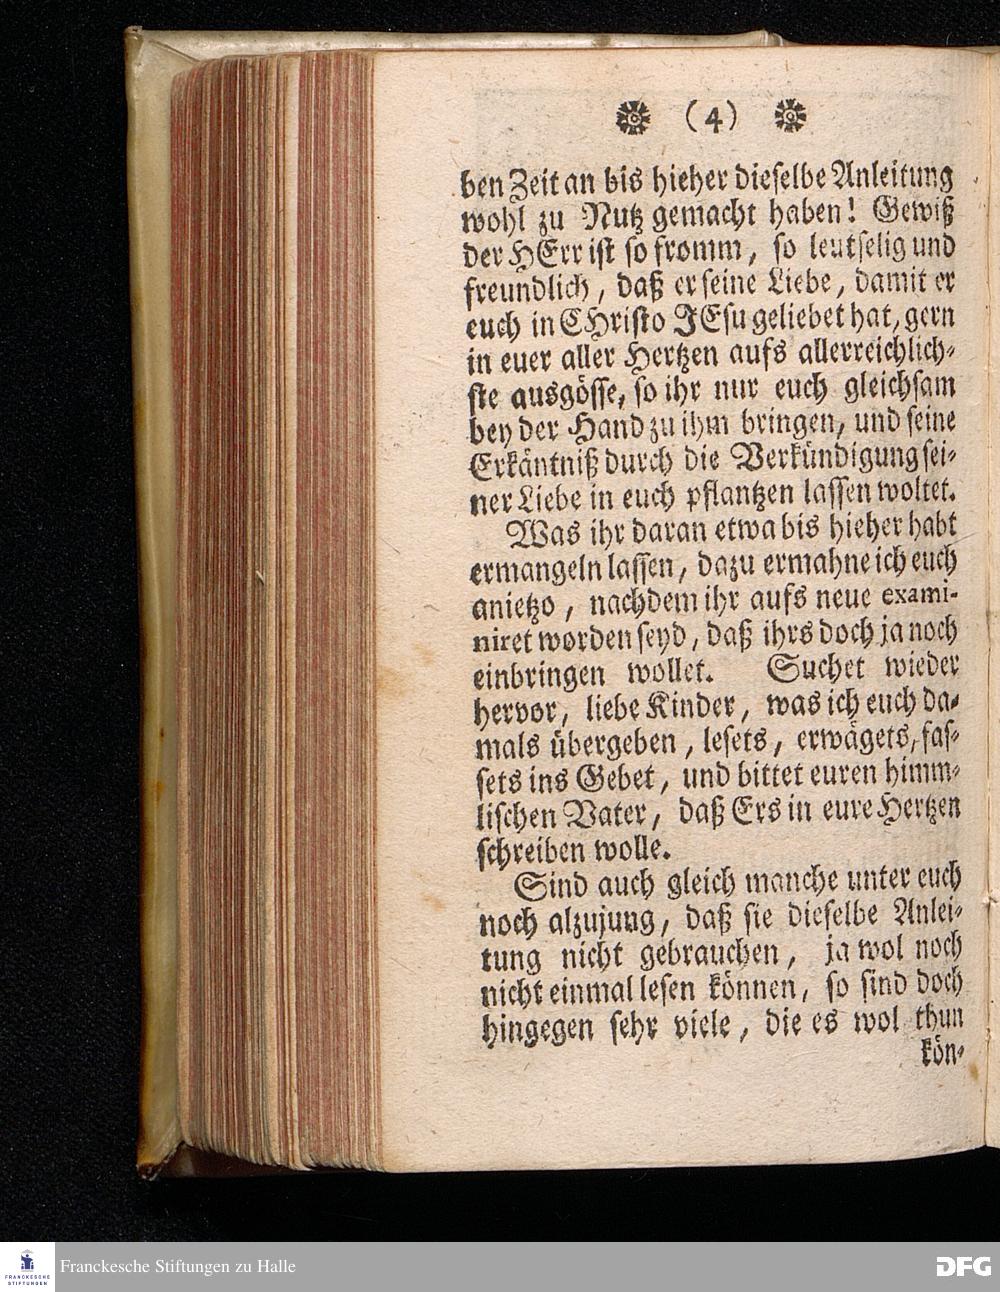 (4)
ben Zeit an bis hieher dieselbe Anleitung
wohl zu Nutz gemacht haben! Gewiß
der HErr ist so fromm, so leutselig und
freundlich, daß er seine Liebe, damit er
euch in CHristo JEsu geliebet hat, gern
in euer aller Hertzen aufs allerreichlich-
ste ausgösse, so ihr nur euch gleichsam
bey der Hand zu ihm bringen, und seine
Erkäntniß durch die Verkündigung sei-
ner Liebe in euch pflantzen lassen woltet.
Was ihr daran etwa bis hieher habt
ermangeln lassen, dazu ermahne ich euch
anietzo, nachdem ihr aufs neue exami-
niret worden seyd, daß ihrs doch ja noch
einbringen wollet. Suchet wieder
hervor, liebe Kinder, was ich euch da-
mals übergeben, lesets, erwägets, fas-
sets ins Gebet, und bittet euren himm-
lischen Vater, daß Ers in eure Hertzen
schreiben wolle.
Sind auch gleich manche unter euch
noch alzujung, daß sie dieselbe Anlei-
tung nicht gebrauchen, ja wol noch
nicht einmal lesen können, so sind doch
hingegen sehr viele, die es wol thun
kön-
FRANCKESCHE
STIFTUNGEN
Franckesche Stiftungen zu Halle
DFG